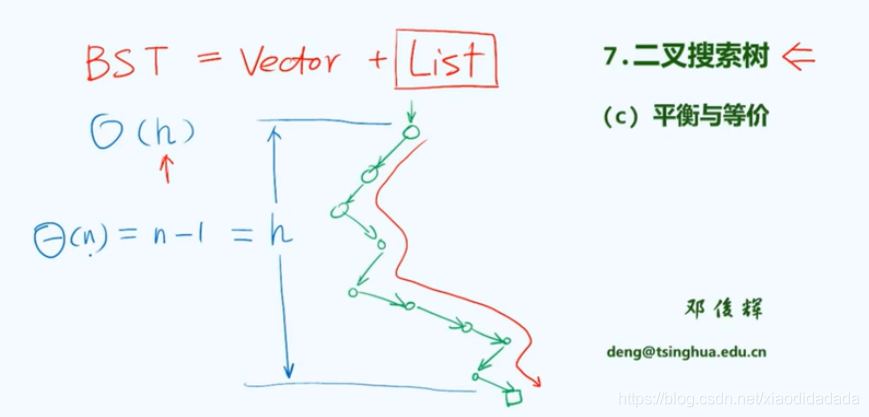 BST = Vector + List
7.二叉搜索树
(c) 平衡与等价
O(h)
Θ(n) = n-1 = h
邓俊辉
deng@tsinghua.edu.cn
https://blog.csdn.net/xiaodidadada